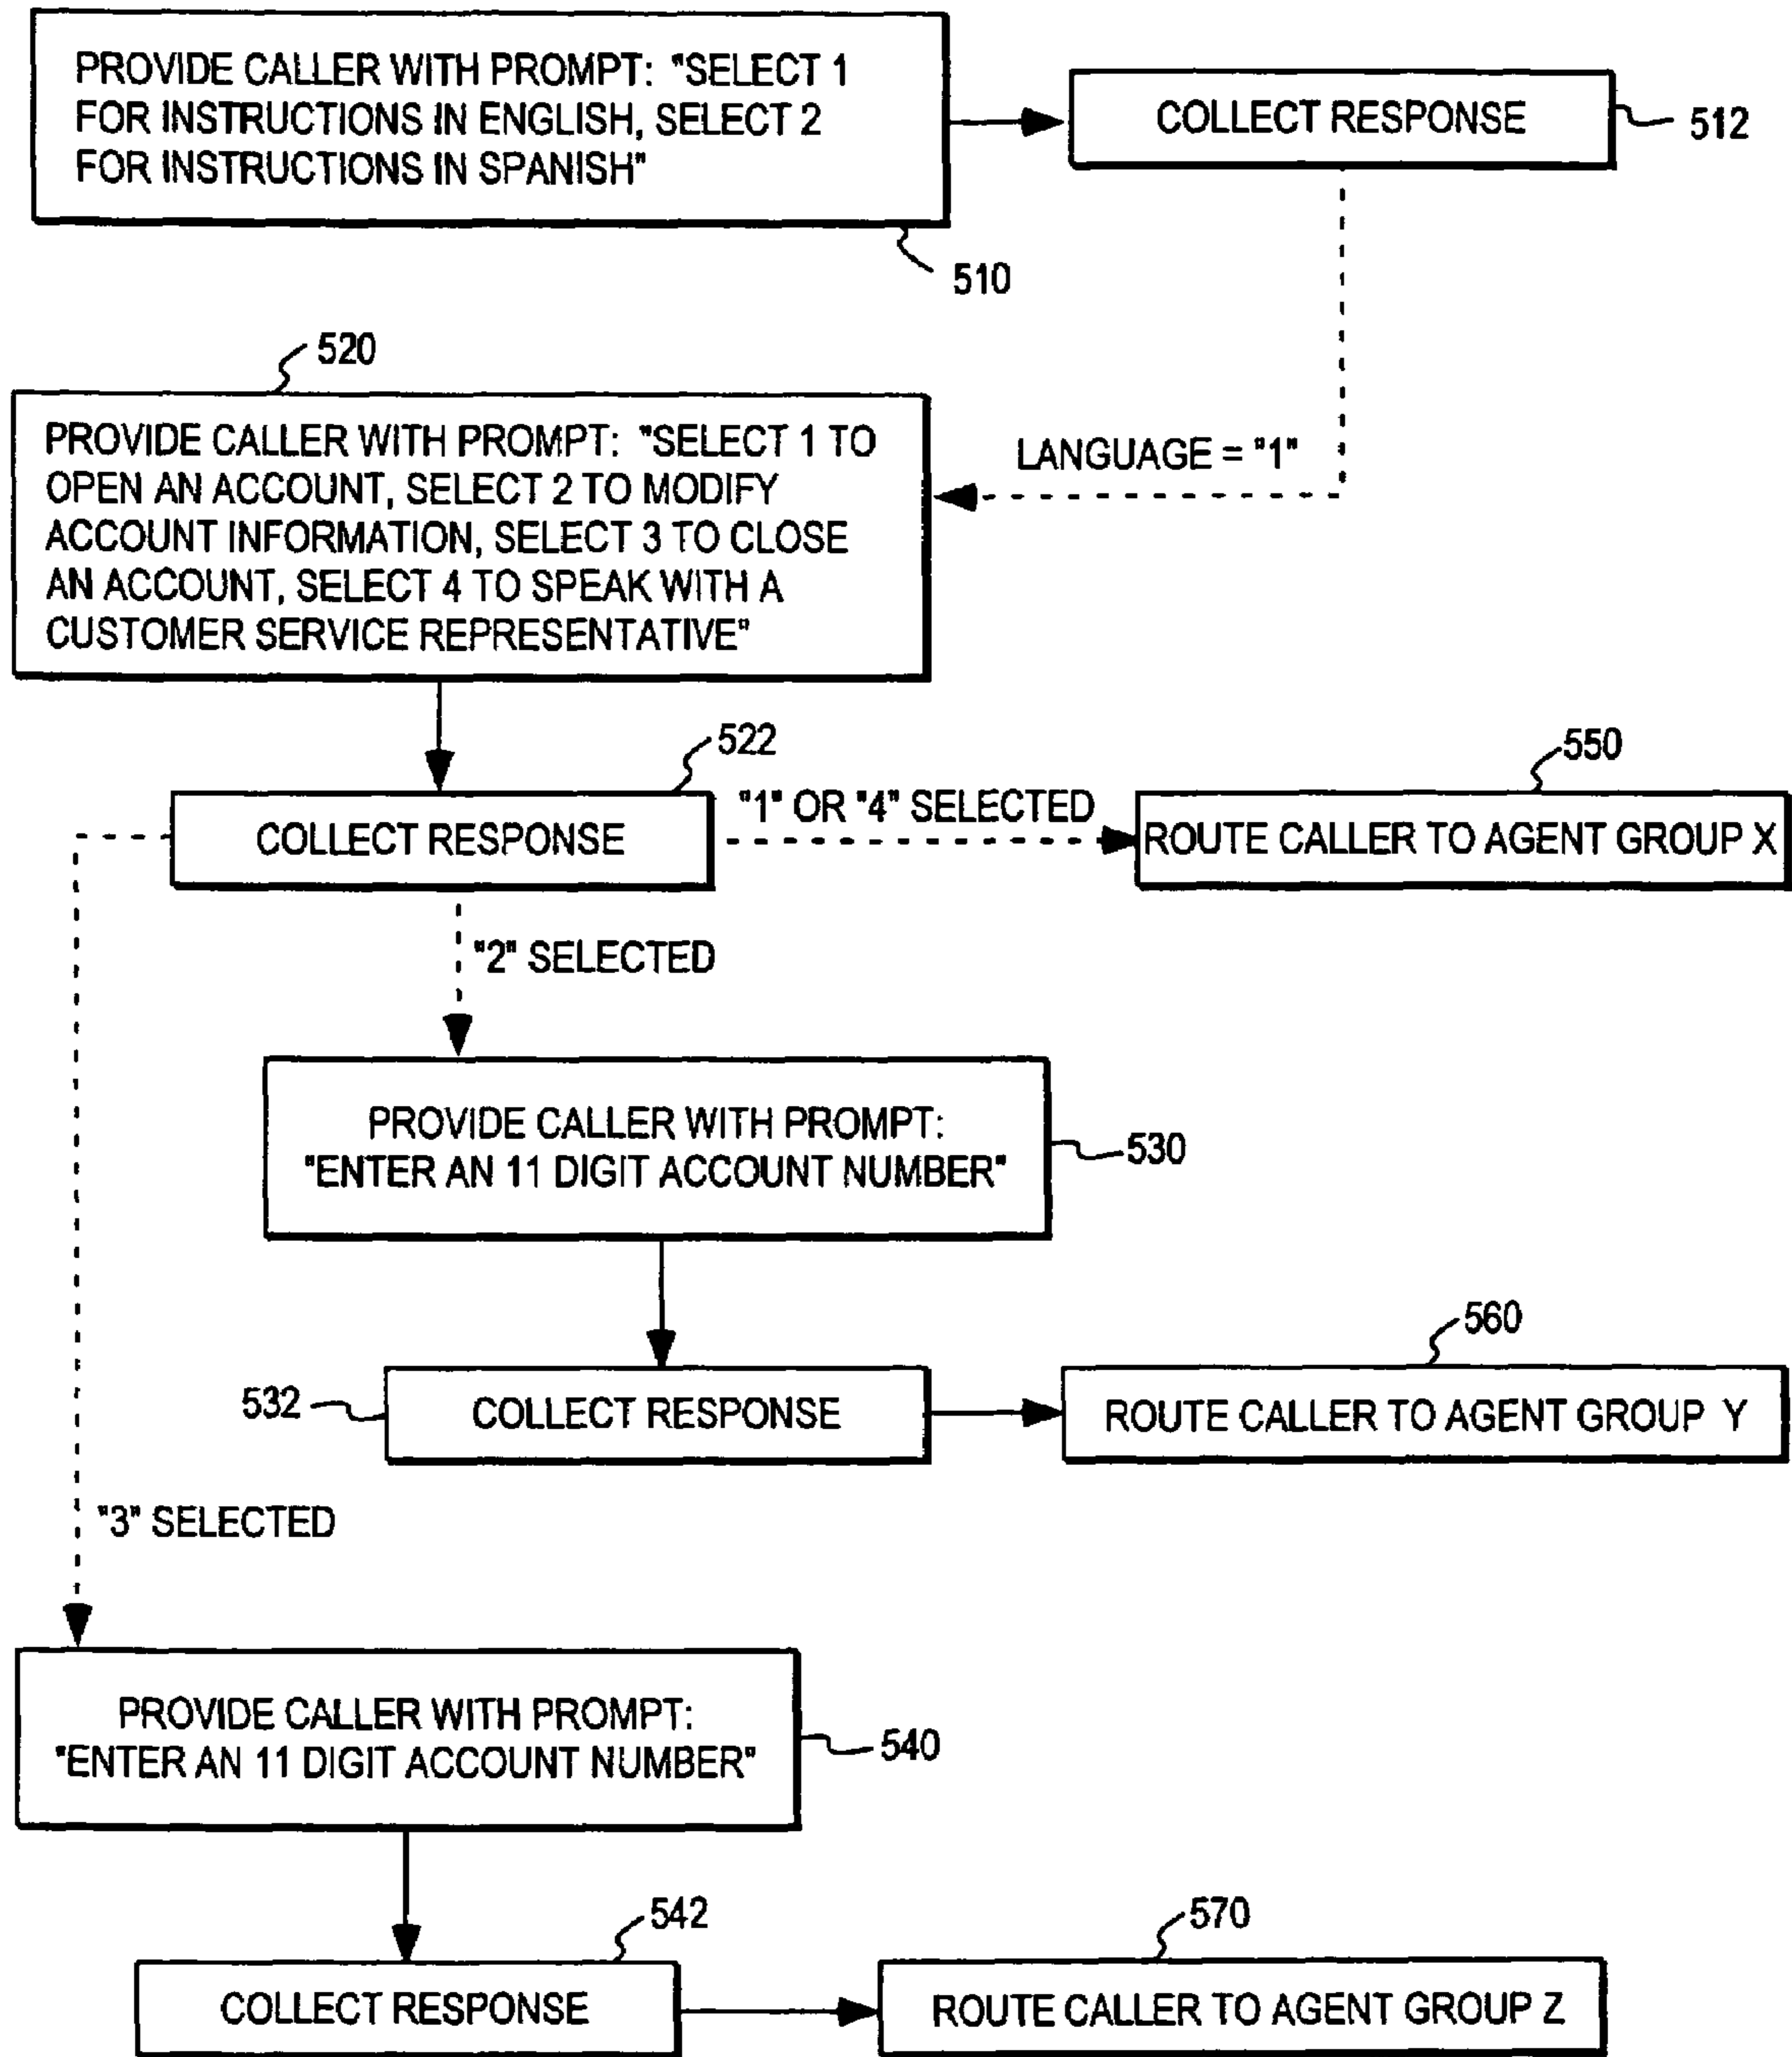 PROVIDE CALLER WITH PROMPT: "SELECT 1
FOR INSTRUCTIONS IN ENGLISH, SELECT 2
FOR INSTRUCTIONS IN SPANISH"
510
COLLECT RESPONSE
512
520
PROVIDE CALLER WITH PROMPT: "SELECT 1 TO
OPEN AN ACCOUNT, SELECT 2 TO MODIFY
ACCOUNT INFORMATION, SELECT 3 TO CLOSE
AN ACCOUNT, SELECT 4 TO SPEAK WITH A
CUSTOMER SERVICE REPRESENTATIVE"
LANGUAGE = "1"
522
COLLECT RESPONSE
"1" OR "4" SELECTED
550
ROUTE CALLER TO AGENT GROUP X
"2" SELECTED
PROVIDE CALLER WITH PROMPT:
"ENTER AN 11 DIGIT ACCOUNT NUMBER"
530
532
COLLECT RESPONSE
560
ROUTE CALLER TO AGENT GROUP Y
"3" SELECTED
PROVIDE CALLER WITH PROMPT:
"ENTER AN 11 DIGIT ACCOUNT NUMBER"
540
542
COLLECT RESPONSE
570
ROUTE CALLER TO AGENT GROUP Z